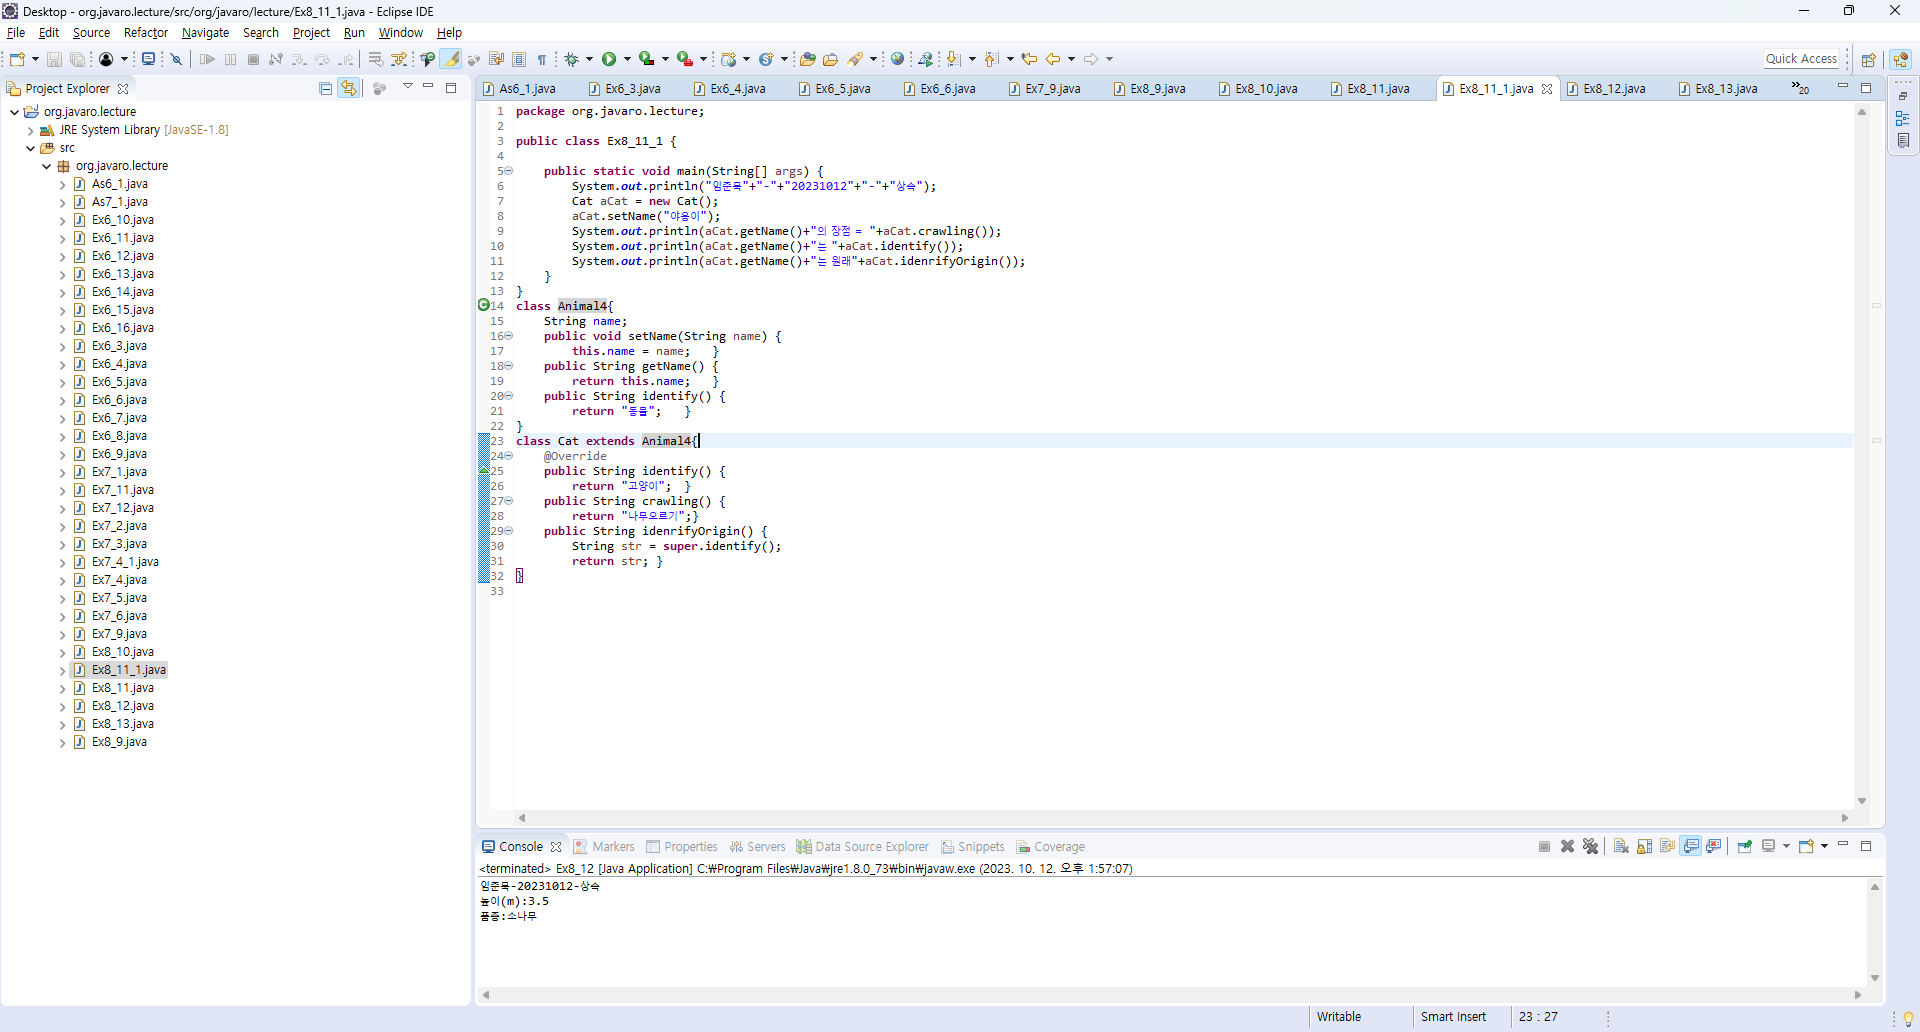 Desktop - org.javaro.lecture/src/org/javaro/lecture/Ex8_11_1.java - Eclipse IDE
File Edit Source Refactor Navigate Search Project Run Window Help
Quick Access
Project Explorer
org.javaro.lecture
JRE System Library [JavaSE-1.8]
src
org.javaro.lecture
As6_1.java
As7_1.java
Ex6_10.java
Ex6_11.java
Ex6_12.java
Ex6_13.java
Ex6_14.java
Ex6_15.java
Ex6_16.java
Ex6_3.java
Ex6_4.java
Ex6_5.java
Ex6_6.java
Ex6_7.java
Ex6_8.java
Ex6_9.java
Ex7_1.java
Ex7_11.java
Ex7_12.java
Ex7_2.java
Ex7_3.java
Ex7_4_1.java
Ex7_4.java
Ex7_5.java
Ex7_6.java
Ex7_9.java
Ex8_10.java
Ex8_11_1.java
Ex8_11.java
Ex8_12.java
Ex8_13.java
Ex8_9.java
As6_1.java Ex6_3.java Ex6_4.java Ex6_5.java Ex6_6.java Ex7_9.java Ex8_9.java Ex8_10.java Ex8_11.java Ex8_11_1.java Ex8_12.java Ex8_13.java »20
1 package org.javaro.lecture;
2
3 public class Ex8_11_1 {
4
5 public static void main(String[] args) {
6 System.out.println("임준묵"+"-"+"20231012"+"-"+"상속");
7 Cat aCat = new Cat();
8 aCat.setName("야옹이");
9 System.out.println(aCat.getName()+"의 장점 = "+aCat.crawling());
10 System.out.println(aCat.getName()+"는 "+aCat.identify());
11 System.out.println(aCat.getName()+"는 원래"+aCat.idenrifyOrigin());
12 }
13 }
14 class Animal4{
15 String name;
16 public void setName(String name) {
17 this.name = name; }
18 public String getName() {
19 return this.name; }
20 public String identify() {
21 return "동물"; }
22 }
23 class Cat extends Animal4{
24 @Override
25 public String identify() {
26 return "고양이"; }
27 public String crawling() {
28 return "나무오르기";}
29 public String idenrifyOrigin() {
30 String str = super.identify();
31 return str; }
32 }
33
Console Markers Properties Servers Data Source Explorer Snippets Coverage
<terminated> Ex8_12 [Java Application] C:₩Program Files₩Java₩jre1.8.0_73₩bin₩javaw.exe (2023. 10. 12. 오후 1:57:07)
임준묵-20231012-상속
높이(m):3.5
품종:소나무
Writable Smart Insert 23 : 27